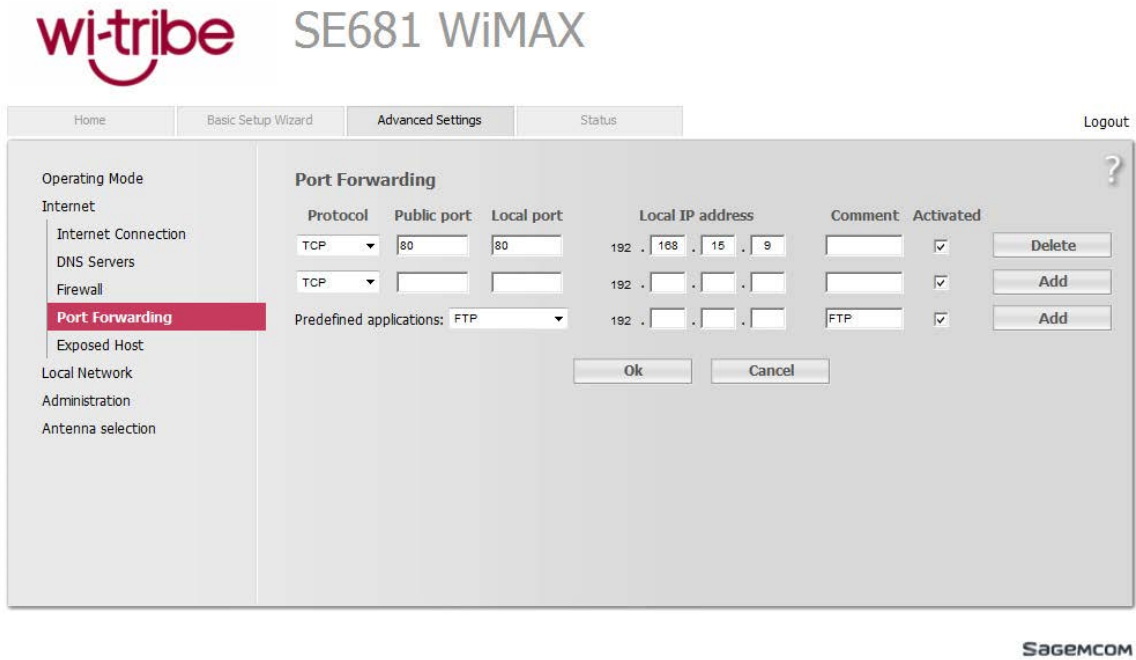 wi-tribe SE681 WiMAX
Home Basic Setup Wizard Advanced Settings Status Logout
?
Operating Mode
Internet
Internet Connection
DNS Servers
Firewall
Port Forwarding
Exposed Host
Local Network
Administration
Antenna selection
Port Forwarding
Protocol Public port Local port Local IP address Comment Activated
TCP 80 80 192 . 168 . 15 . 9 Delete
TCP 192 . . . Add
Predefined applications: FTP 192 . . . FTP Add
Ok Cancel
SAGEMCOM